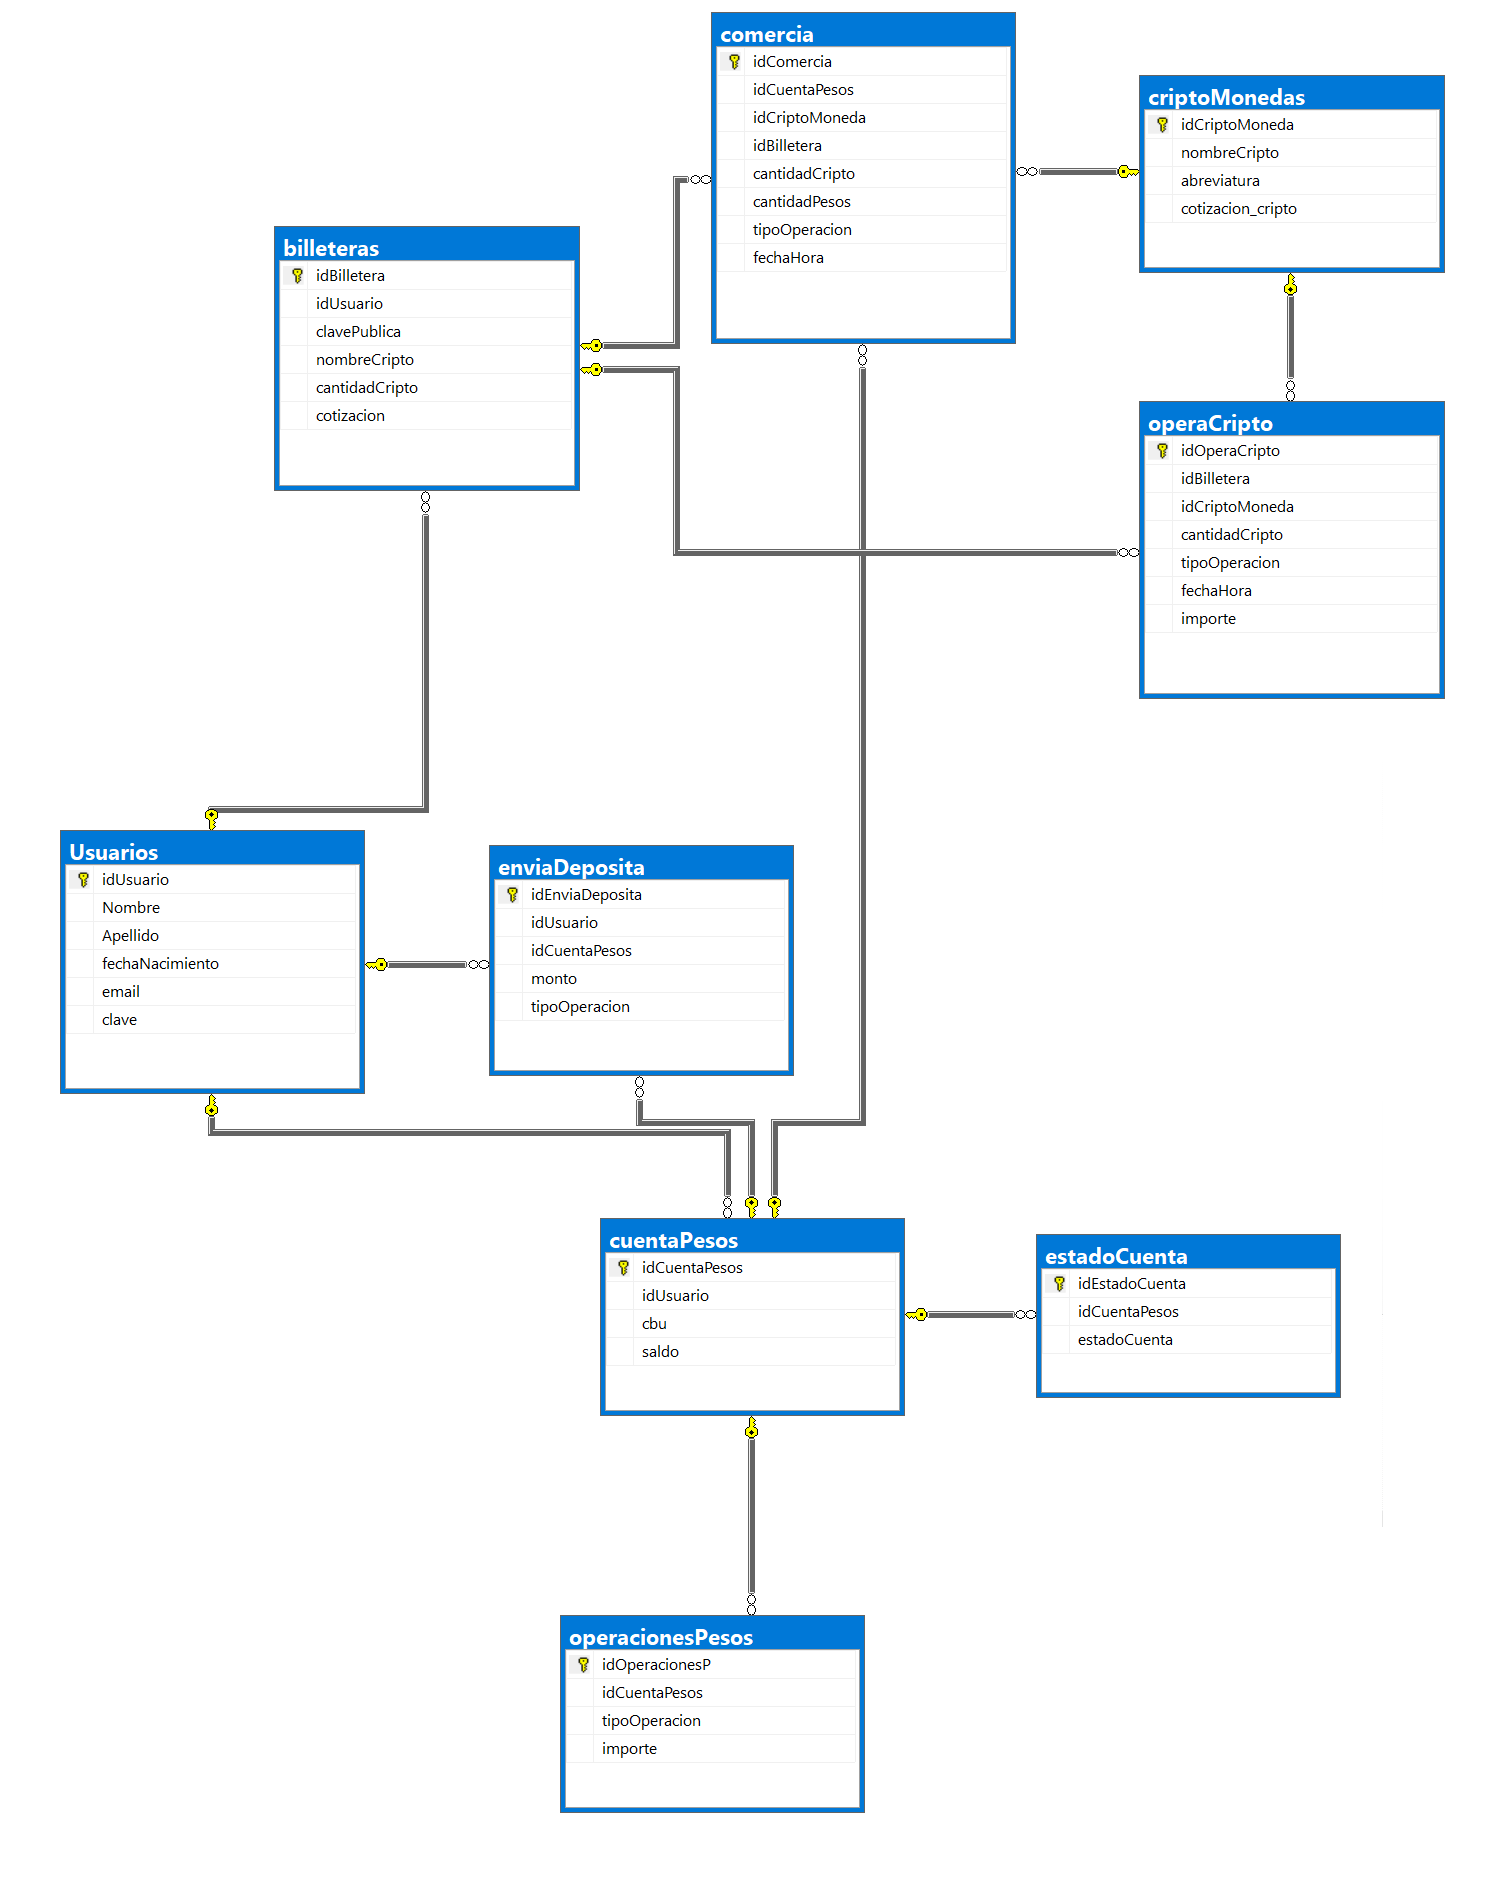 comercia
idComercia
idCuentaPesos
idCriptoMoneda
idBilletera
cantidadCripto
cantidadPesos
tipoOperacion
fechaHora
criptoMonedas
idCriptoMoneda
nombreCripto
abreviatura
cotizacion_cripto
billeteras
idBilletera
idUsuario
clavePublica
nombreCripto
cantidadCripto
cotizacion
operaCripto
idOperaCripto
idBilletera
idCriptoMoneda
cantidadCripto
tipoOperacion
fechaHora
importe
Usuarios
idUsuario
Nombre
Apellido
fechaNacimiento
email
clave
enviaDeposita
idEnviaDeposita
idUsuario
idCuentaPesos
monto
tipoOperacion
cuentaPesos
idCuentaPesos
idUsuario
cbu
saldo
estadoCuenta
idEstadoCuenta
idCuentaPesos
estadoCuenta
operacionesPesos
idOperacionesP
idCuentaPesos
tipoOperacion
importe